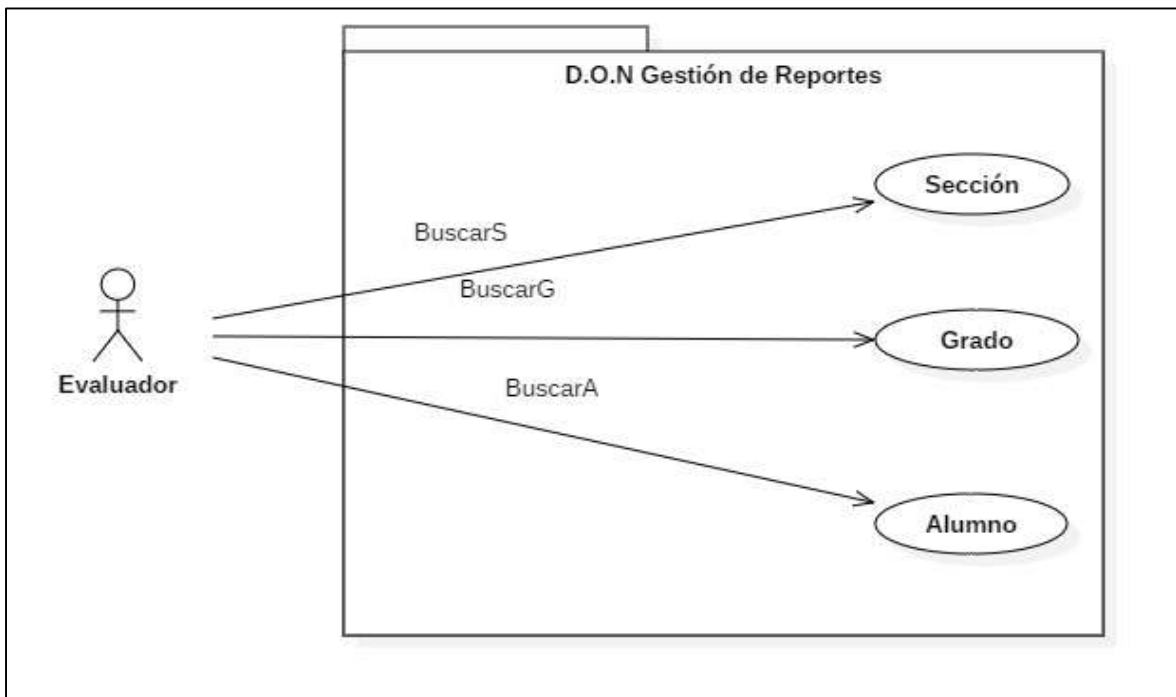 D.O.N Gestión de Reportes
Sección
BuscarS
BuscarG
Grado
Evaluador
BuscarA
Alumno